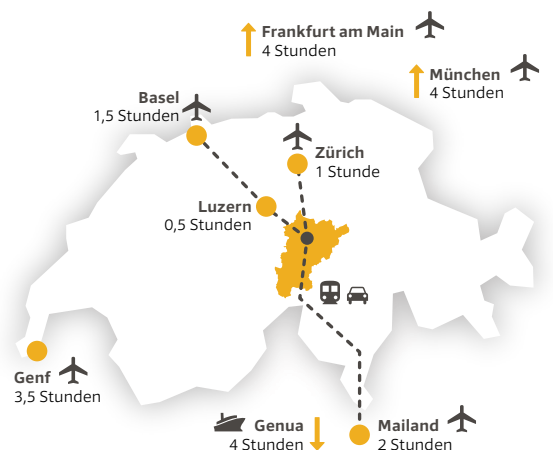 Frankfurt am Main
4 Stunden
München
4 Stunden
Basel
1,5 Stunden
Zürich
1 Stunde
Luzern
0,5 Stunden
Genf
3,5 Stunden
Genua
4 Stunden
Mailand
2 Stunden